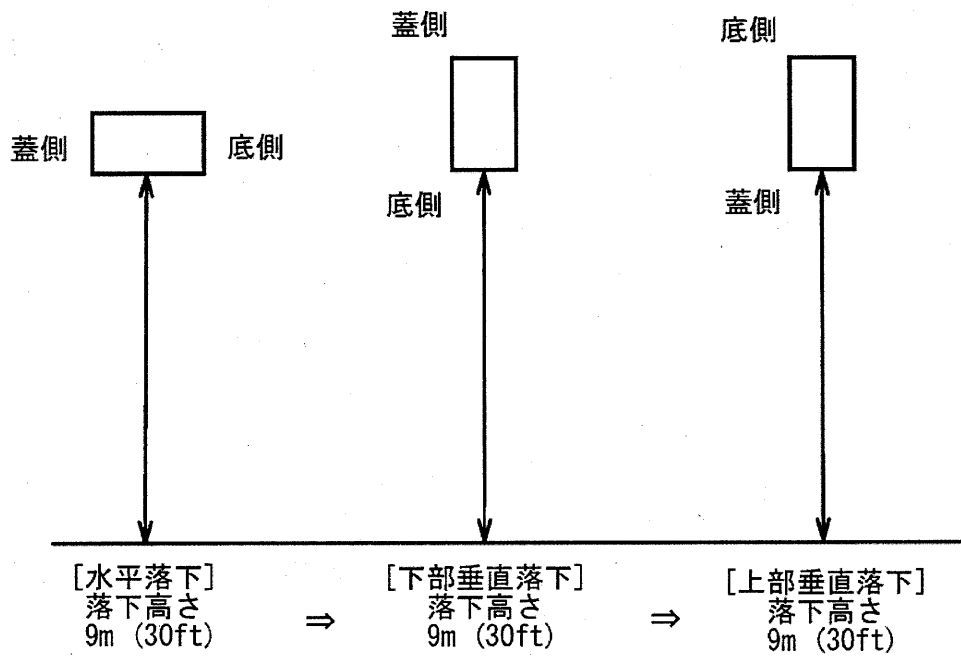 蓋側
底側
蓋側
底側
底側
蓋側
[水平落下]
落下高さ
9m (30ft)
⇒
[下部垂直落下]
落下高さ
9m (30ft)
⇒
[上部垂直落下]
落下高さ
9m (30ft)